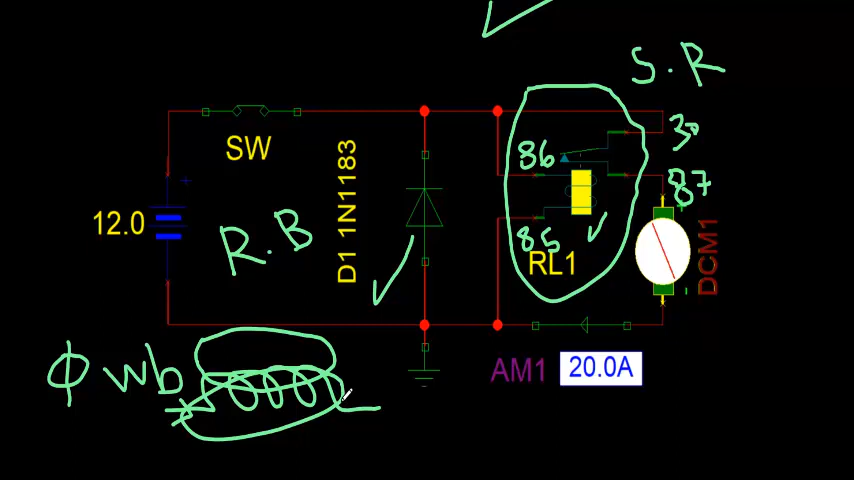 S.R
30
SW
86
12.0
R.B
D1 1N1183
87
85
RL1
DCM1
φ wb
AM1 20.0A